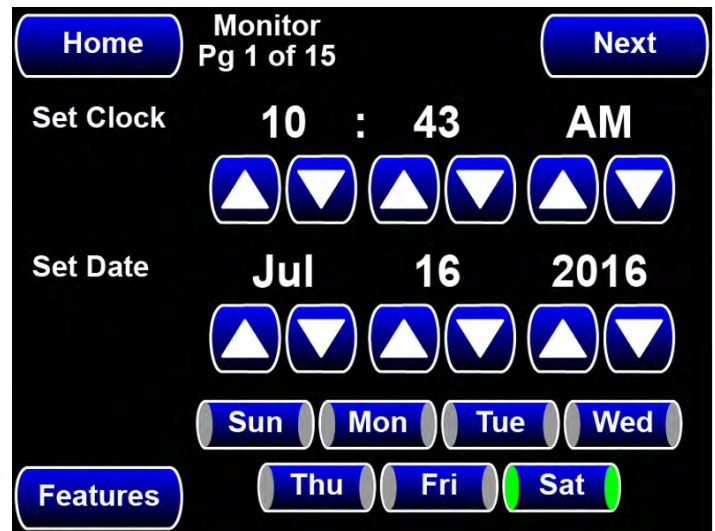 Home
Monitor
Pg 1 of 15
Next
Set Clock 10 : 43 AM
Set Date Jul 16 2016
Sun Mon Tue Wed
Features Thu Fri Sat